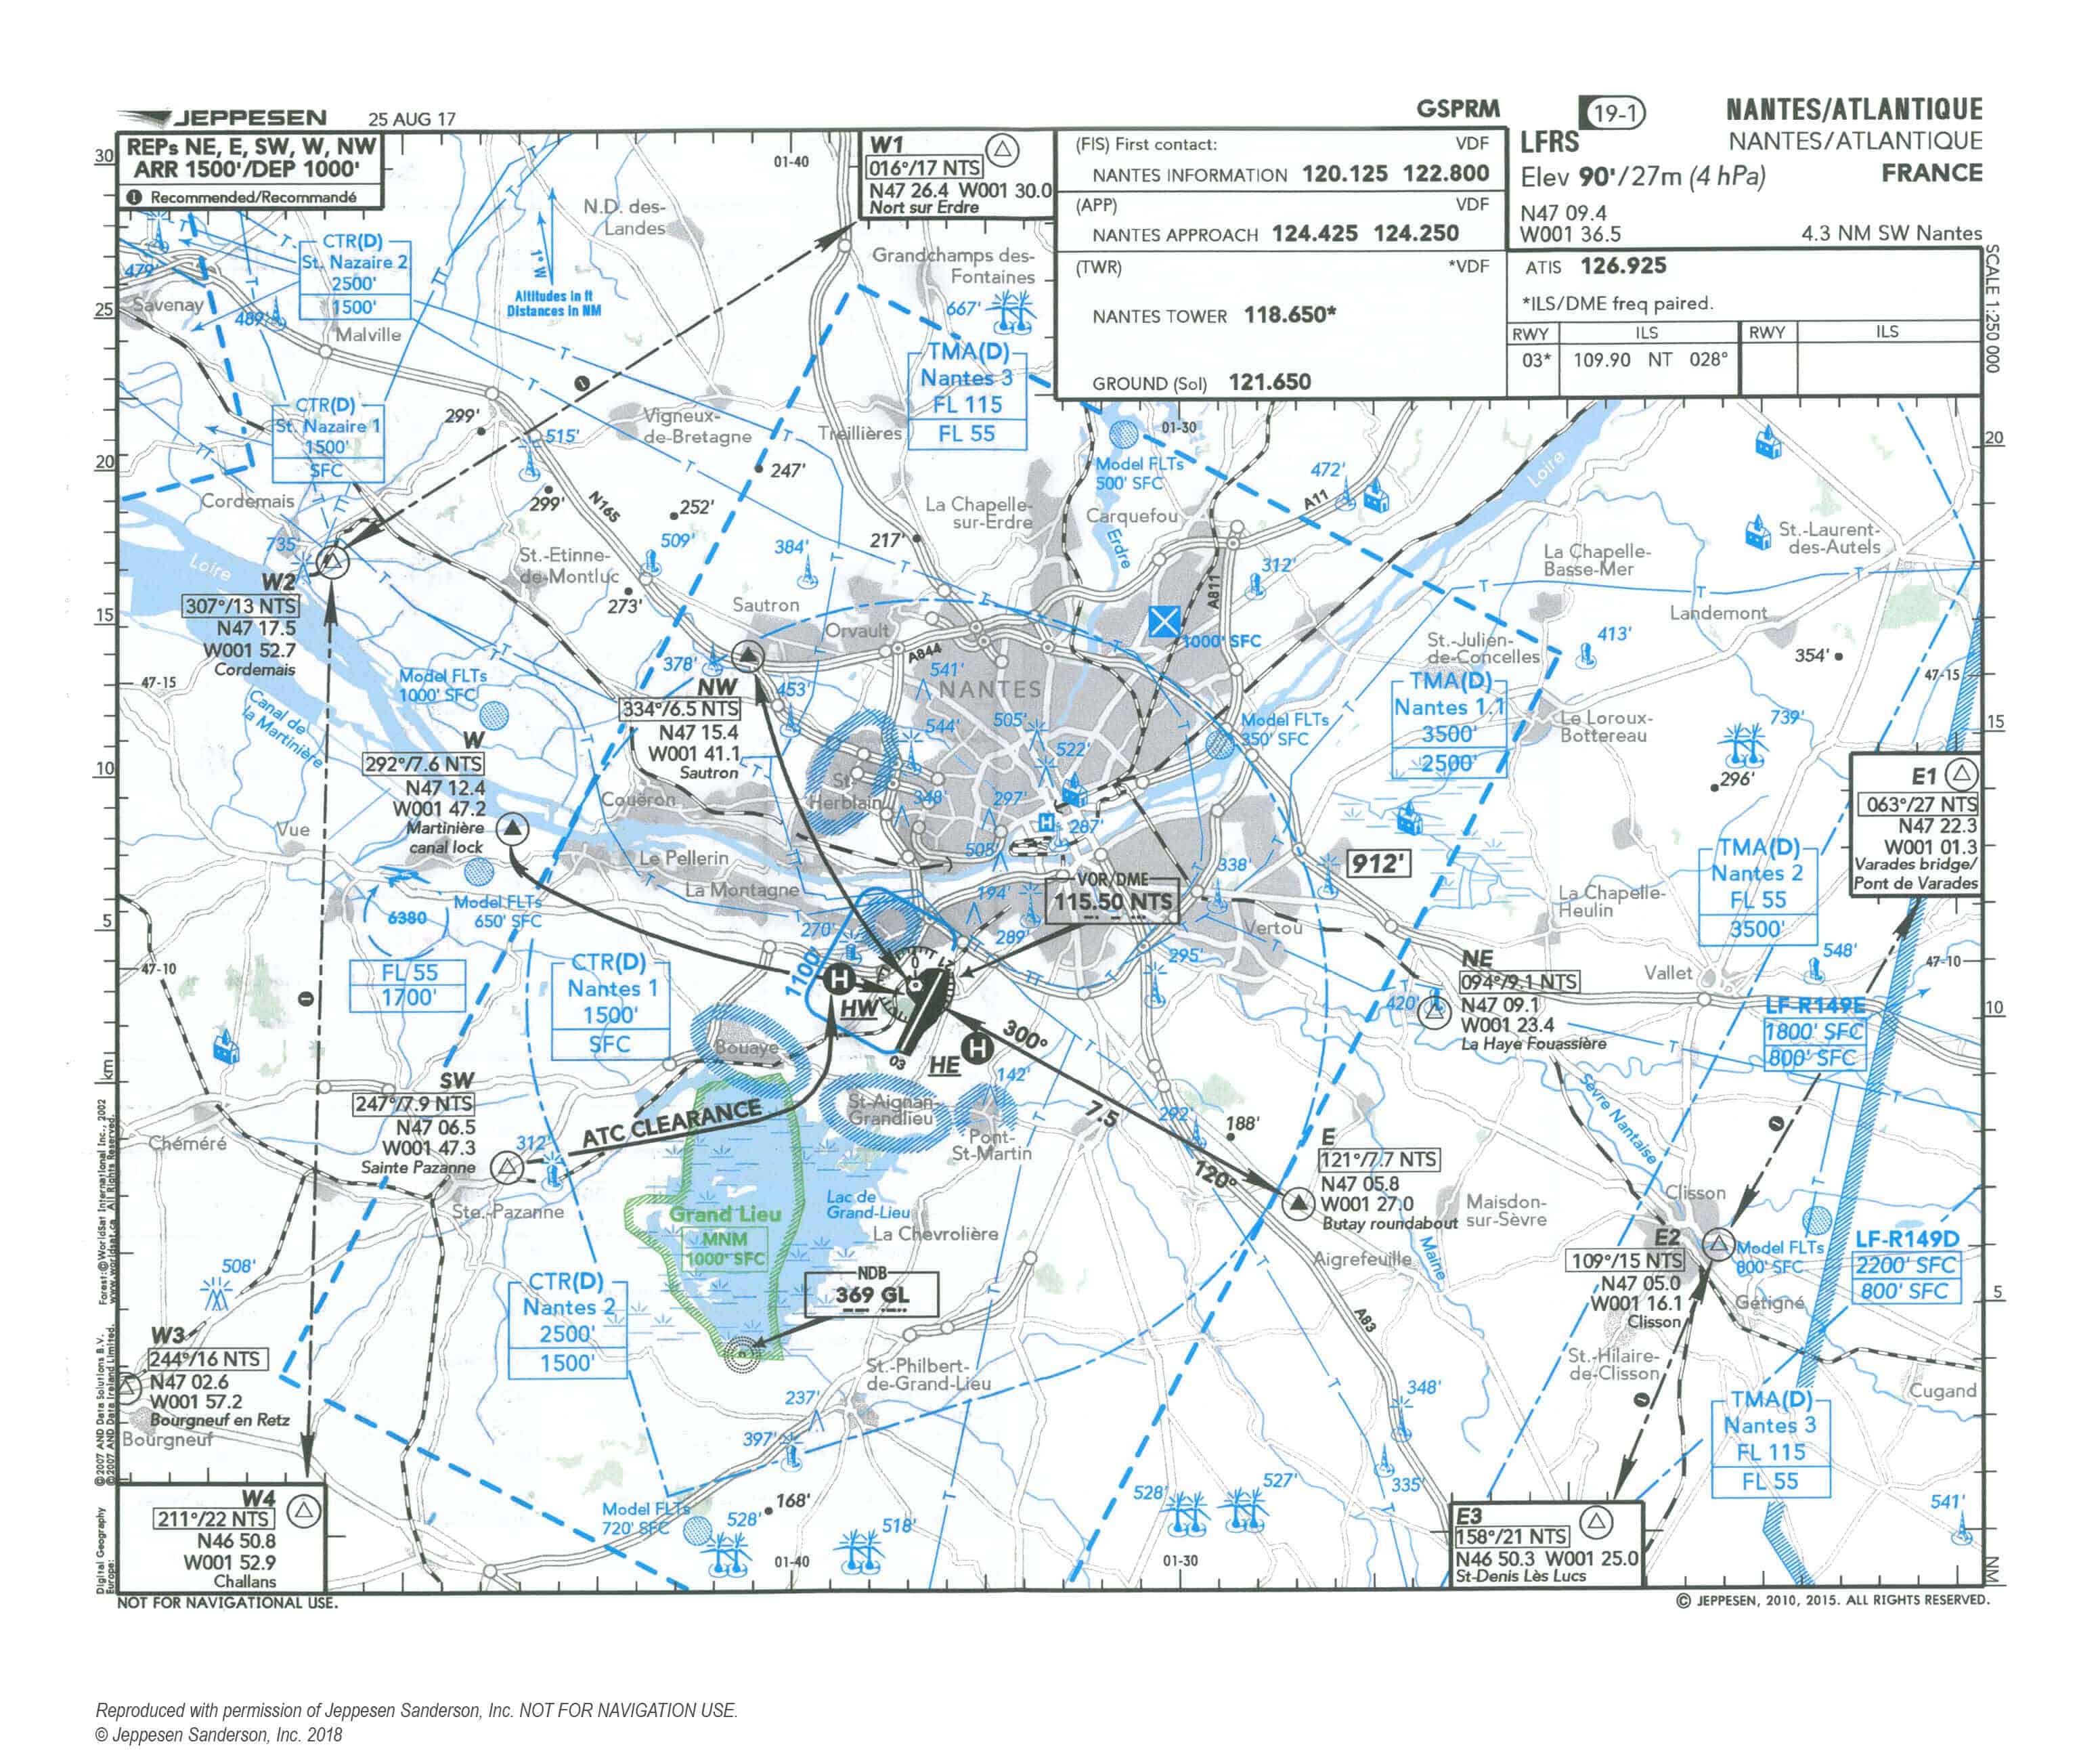 JEPPESEN
25 AUG 17
GSPRM
19-1
NANTES/ATLANTIQUE
NANTES/ATLANTIQUE
FRANCE
LFRS
Elev 90'/27m (4 hPa)
N47 09.4
W001 36.5
4.3 NM SW Nantes
REPs NE, E, SW, W, NW
ARR 1500'/DEP 1000'
Recommended/Recommandé
W1
016°/17 NTS
N47 26.4 W001 30.0
Nort sur Erdre
(FIS) First contact:
VDF
NANTES INFORMATION 120.125 122.800
(APP)
VDF
NANTES APPROACH 124.425 124.250
(TWR)
*VDF
NANTES TOWER 118.650*
GROUND (Sol) 121.650
ATIS 126.925
*ILS/DME freq paired.
RWY
ILS
RWY
ILS
03*
109.90 NT 028°
SCALE 1:250 000
30
25
20
15
10
5
km
01-40
01-30
N.D. des-
Landes
1°W
Altitudes in ft
Distances in NM
CTR(D)
St. Nazaire 2
2500'
1500'
479'
Savenay
489'
Malville
Grandchamps des-
Fontaines
667'
TMA(D)
Nantes 3
FL 115
FL 55
CTR(D)
St. Nazaire 1
1500'
SFC
299'
515'
Vigneux-
de-Bretagne
Treillières
247'
299'
N165
252'
Model FLTs
500' SFC
472'
A11
Loire
20
Cordemais
La Chapelle-
sur-Erdre
Carquefou
Erdre
217'
384'
509'
735'
Loire
St.-Etinne-
de-Montluc
273'
Sautron
Orvault
A844
A811
312'
La Chapelle-
Basse-Mer
St.-Laurent-
des-Autels
Landemont
W2
307°/13 NTS
N47 17.5
W001 52.7
Cordemais
1000' SFC
St.-Julien-
de-Concelles
413'
354'
47-15
47-15
378'
NW
334°/6.5 NTS
N47 15.4
W001 41.1
Sautron
453'
541'
NANTES
Model FLTs
1000' SFC
Canal de
la Martinière
TMA(D)
Nantes 1.1
3500'
2500'
Le Loroux-
Bottereau
739'
296'
15
544'
505'
522'
Model FLTs
350' SFC
W
292°/7.6 NTS
N47 12.4
W001 47.2
Martinière
canal lock
Couëron
St.-
Herblain
348'
297'
287'
H
E1
063°/27 NTS
N47 22.3
W001 01.3
Varades bridge/
Pont de Varades
Vue
Le Pellerin
505'
338'
912'
La Montagne
194'
VOR/DME
115.50 NTS
La Chapelle-
Heulin
TMA(D)
Nantes 2
FL 55
3500'
Model FLTs
650' SFC
6380
FL 55
1700'
270'
289'
295'
Vertou
CTR(D)
Nantes 1
1500'
SFC
1100'
H
HW
03
HE
H
300°
NE
094°/9.1 NTS
N47 09.1
W001 23.4
La Haye Fouassière
420'
Vallet
548'
47-10
47-10
LF-R149E
1800' SFC
800' SFC
10
Bouaye
142'
SW
247°/7.9 NTS
N47 06.5
W001 47.3
Sainte Pazanne
ATC CLEARANCE
312'
St-Aignan-
Grandlieu
Pont-
St-Martin
7.5
292'
188'
Sèvre Nantaise
Chéméré
120°
E
121°/7.7 NTS
N47 05.8
W001 27.0
Butay roundabout
Maisdon-
sur-Sèvre
Clisson
Ste.-Pazanne
Grand Lieu
MNM
1000' SFC
Lac de
Grand-Lieu
La Chevrolière
Aigrefeuille
Maine
E2
109°/15 NTS
N47 05.0
W001 16.1
Clisson
Model FLTs
800' SFC
LF-R149D
2200' SFC
800' SFC
Gétigné
5
508'
CTR(D)
Nantes 2
2500'
1500'
NDB
369 GL
A83
W3
244°/16 NTS
N47 02.6
W001 57.2
Bourgneuf en Retz
Bourgneuf
St.-Philbert-
de-Grand-Lieu
St.-Hilaire-
de-Clisson
348'
Cugand
237'
397'
TMA(D)
Nantes 3
FL 115
FL 55
335'
W4
211°/22 NTS
N46 50.8
W001 52.9
Challans
Model FLTs
720' SFC
528'
168'
518'
528'
527'
541'
E3
158°/21 NTS
N46 50.3 W001 25.0
St-Denis Lès Lucs
01-40
01-30
NM
Digital Geography ©2007 AND Data Solutions B.V.
Europe: ©2007 AND Data Ireland Limited.
Forest:©WorldSat International Inc., 2002
www.worldsat.ca All Rights Reserved.
NOT FOR NAVIGATIONAL USE.
© JEPPESEN, 2010, 2015. ALL RIGHTS RESERVED.
Reproduced with permission of Jeppesen Sanderson, Inc. NOT FOR NAVIGATION USE.
© Jeppesen Sanderson, Inc. 2018